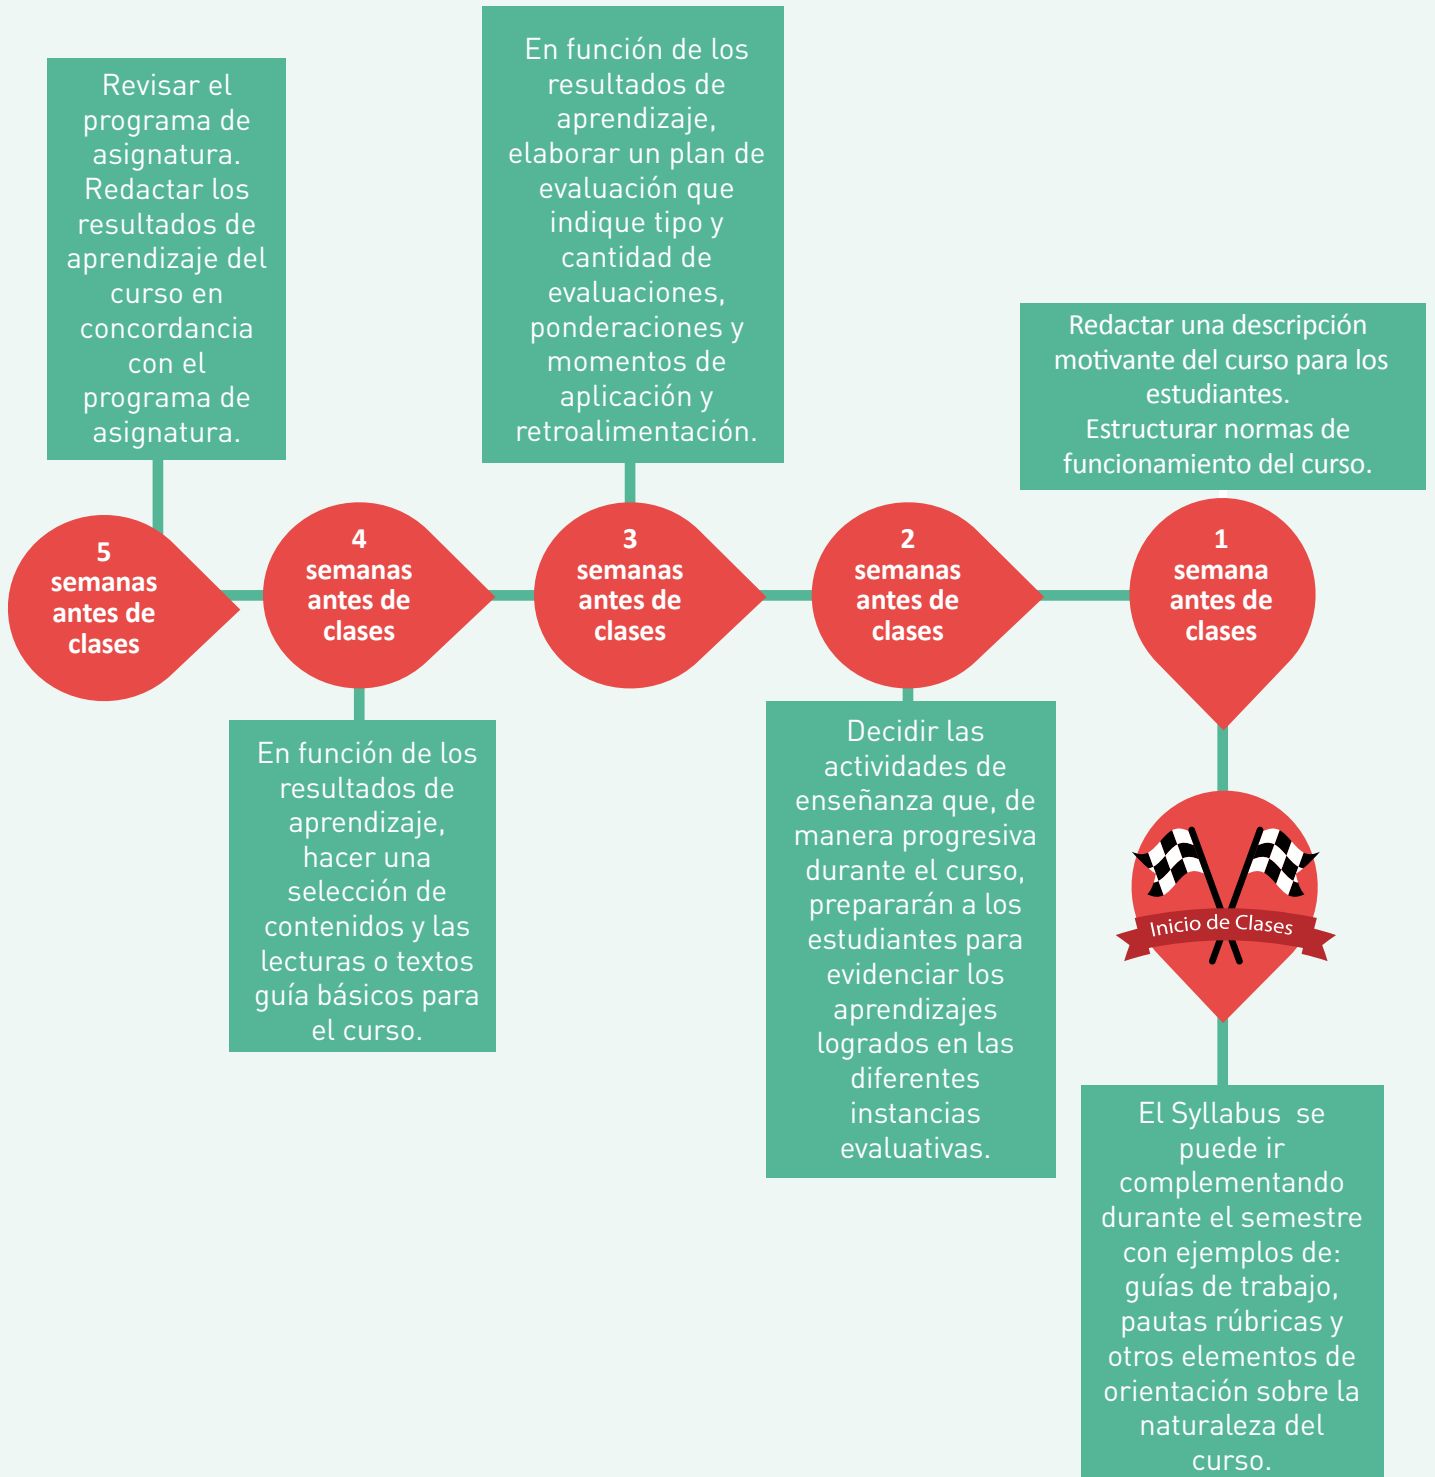 Revisar el
programa de
asignatura.
Redactar los
resultados de
aprendizaje del
curso en
concordancia
con el
programa de
asignatura.
5
semanas
antes de
clases
4
semanas
antes de
clases
En función de los
resultados de
aprendizaje,
hacer una
selección de
contenidos y las
lecturas o textos
guía básicos para
el curso.
En función de los
resultados de
aprendizaje,
elaborar un plan de
evaluación que
indique tipo y
cantidad de
evaluaciones,
ponderaciones y
momentos de
aplicación y
retroalimentación.
3
semanas
antes de
clases
2
semanas
antes de
clases
Decidir las
actividades de
enseñanza que, de
manera progresiva
durante el curso,
prepararán a los
estudiantes para
evidenciar los
aprendizajes
logrados en las
diferentes
instancias
evaluativas.
Redactar una descripción
motivante del curso para los
estudiantes.
Estructurar normas de
funcionamiento del curso.
1
semana
antes de
clases
Inicio de Clases
El Syllabus se
puede ir
complementando
durante el semestre
con ejemplos de:
guías de trabajo,
pautas rúbricas y
otros elementos de
orientación sobre la
naturaleza del
curso.